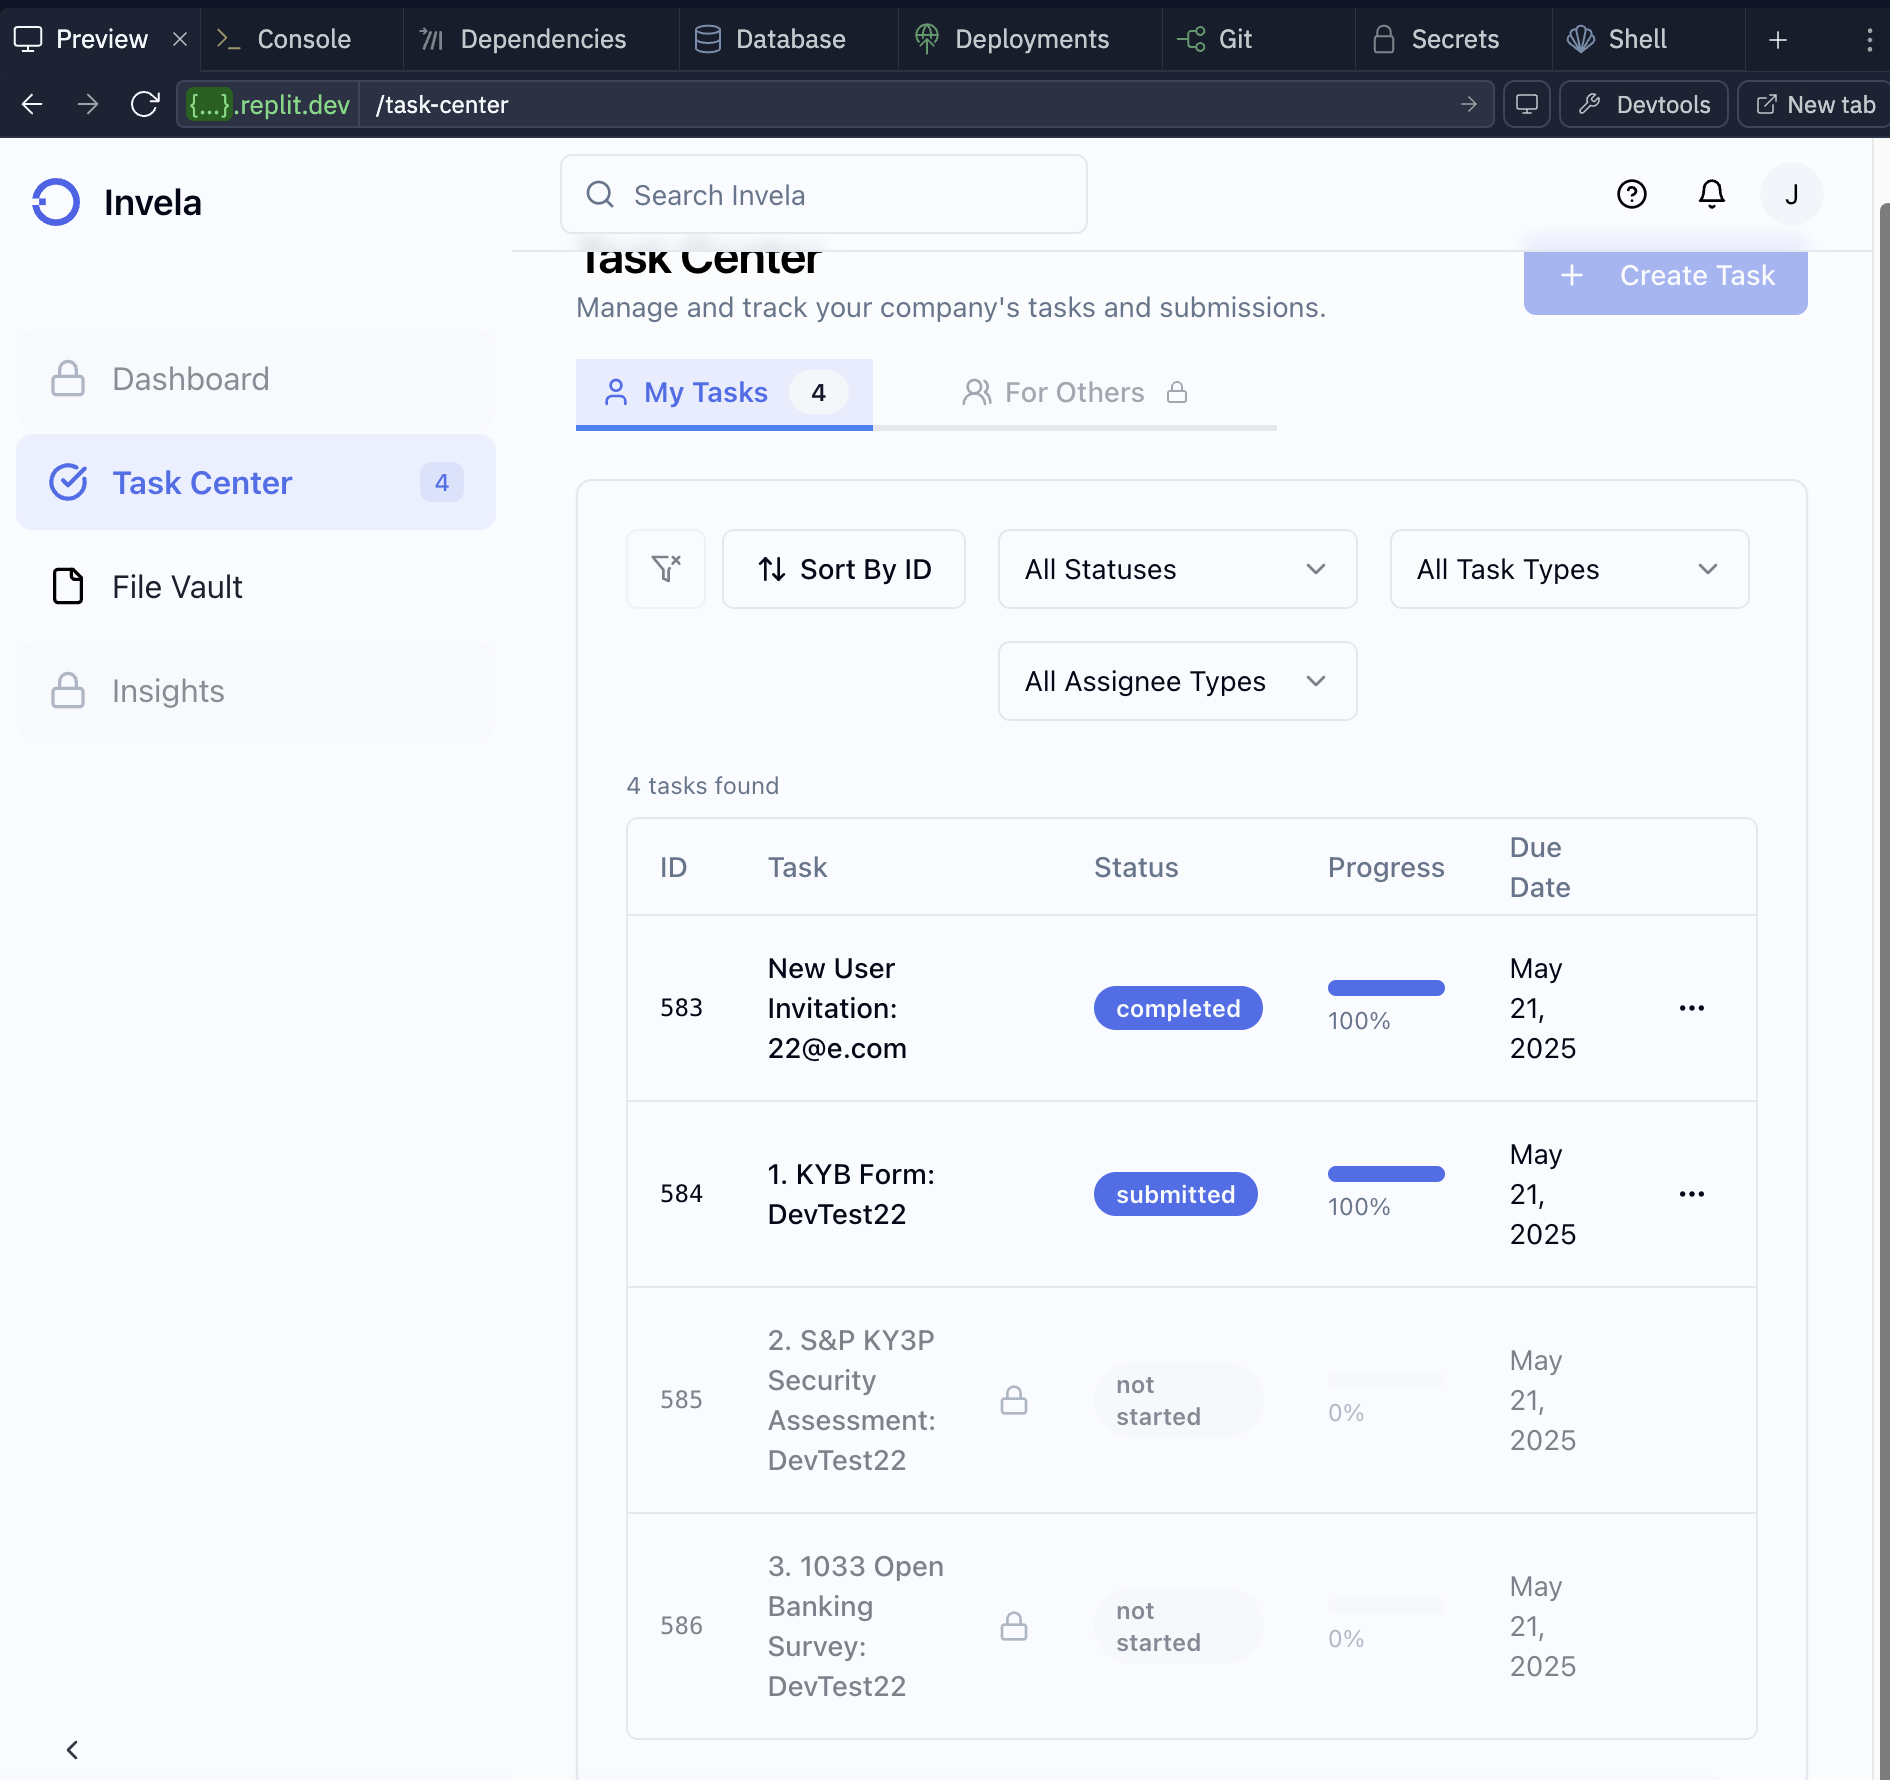 Preview
Console
Dependencies
Database
Deployments
Git
Secrets
Shell
{...}.replit.dev
/task-center
Devtools
New tab
Invela
Search Invela
J
Dashboard
Task Center
4
File Vault
Insights
Task Center
Manage and track your company's tasks and submissions.
Create Task
My Tasks
4
For Others
Sort By ID
All Statuses
All Task Types
All Assignee Types
4 tasks found
ID
Task
Status
Progress
Due
Date
583
New User
Invitation:
22@e.com
completed
100%
May
21,
2025
584
1. KYB Form:
DevTest22
submitted
100%
May
21,
2025
585
2. S&P KY3P
Security
Assessment:
DevTest22
not
started
0%
May
21,
2025
586
3. 1033 Open
Banking
Survey:
DevTest22
not
started
0%
May
21,
2025